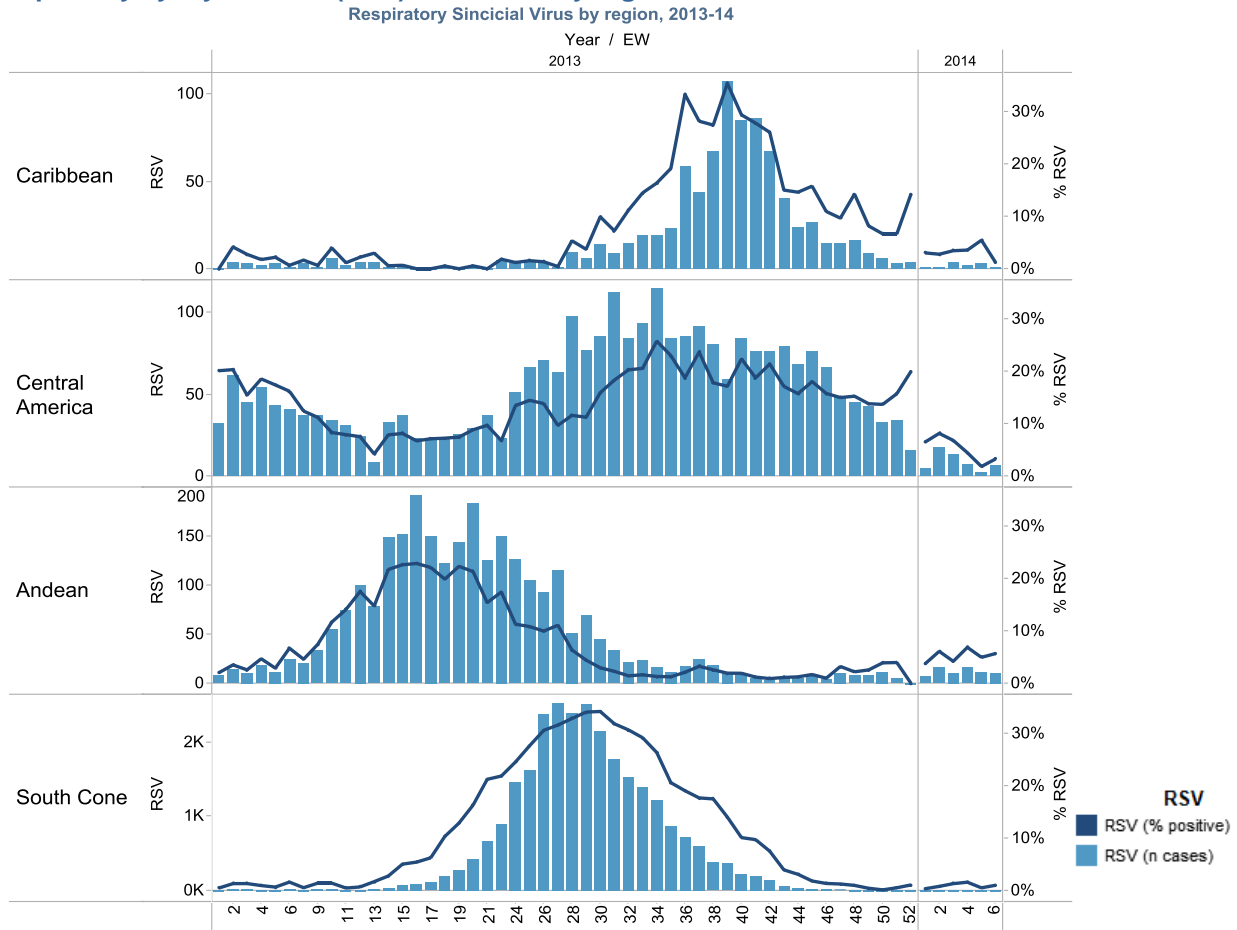 Respiratory Sincicial Virus by region, 2013-14
Year / EW
2013
2014
Caribbean
RSV
100
50
0
30%
20%
10%
0%
% RSV
Central
America
RSV
100
50
0
30%
20%
10%
0%
% RSV
Andean
RSV
200
150
100
50
0
30%
20%
10%
0%
% RSV
South Cone
RSV
2K
1K
0K
30%
20%
10%
0%
% RSV
2 4 6 9 11 13 15 17 19 21 24 26 28 30 32 34 36 38 40 42 44 46 48 50 52 2 4 6
RSV
RSV (% positive)
RSV (n cases)